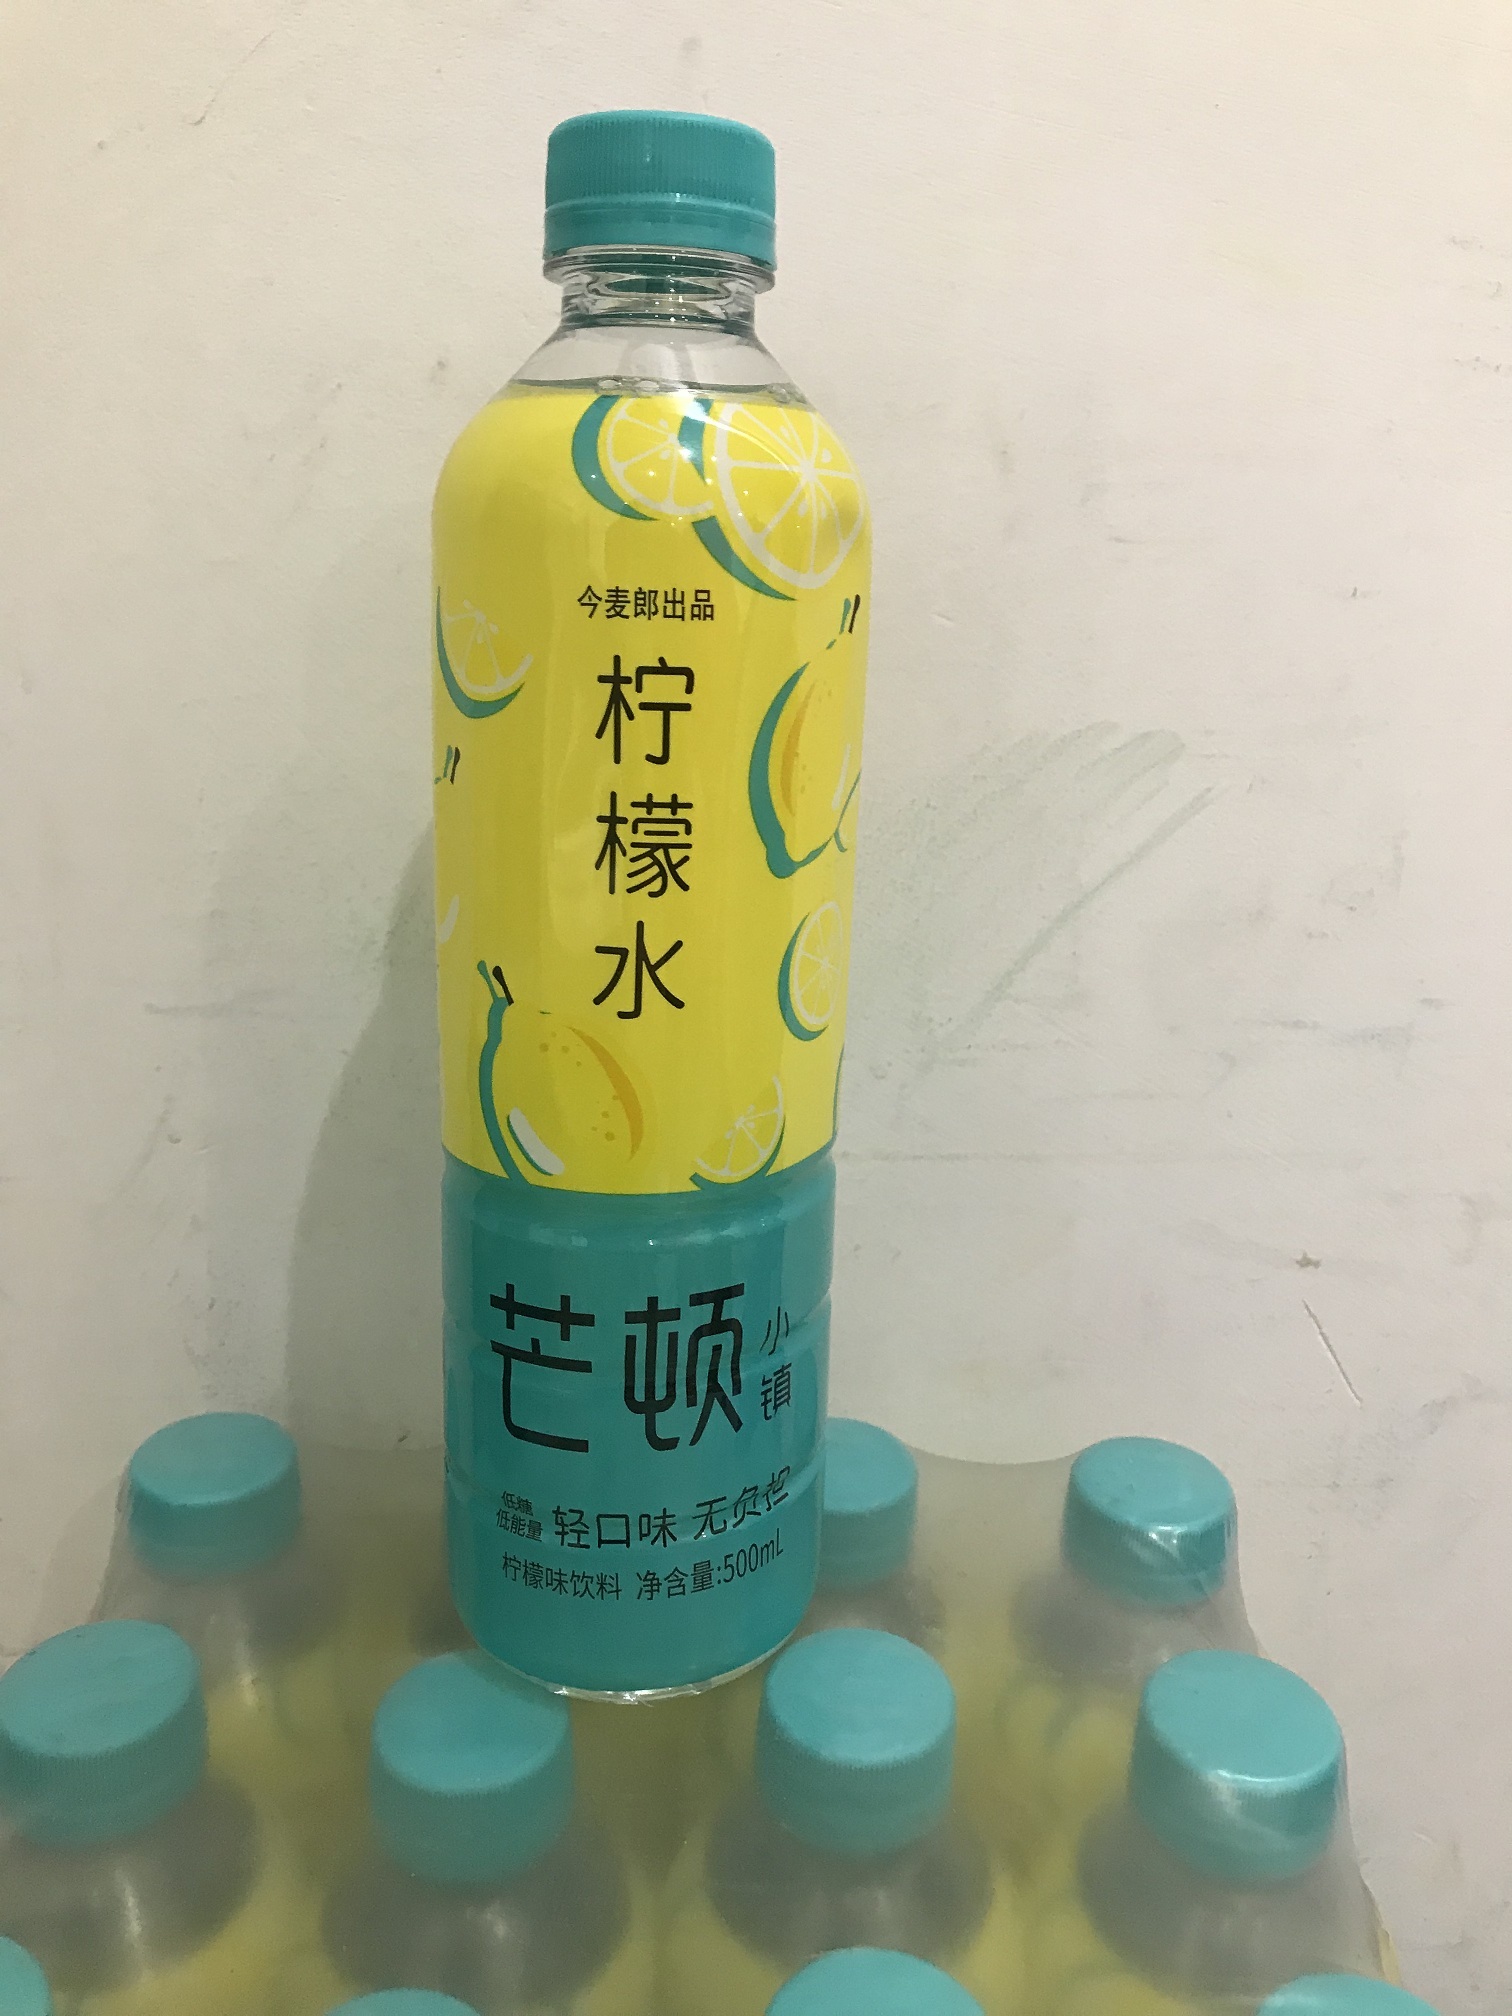 今麦郎出品
柠檬水
芒顿小镇
低糖
低能量
轻口味 无负担
柠檬味饮料 净含量:500mL